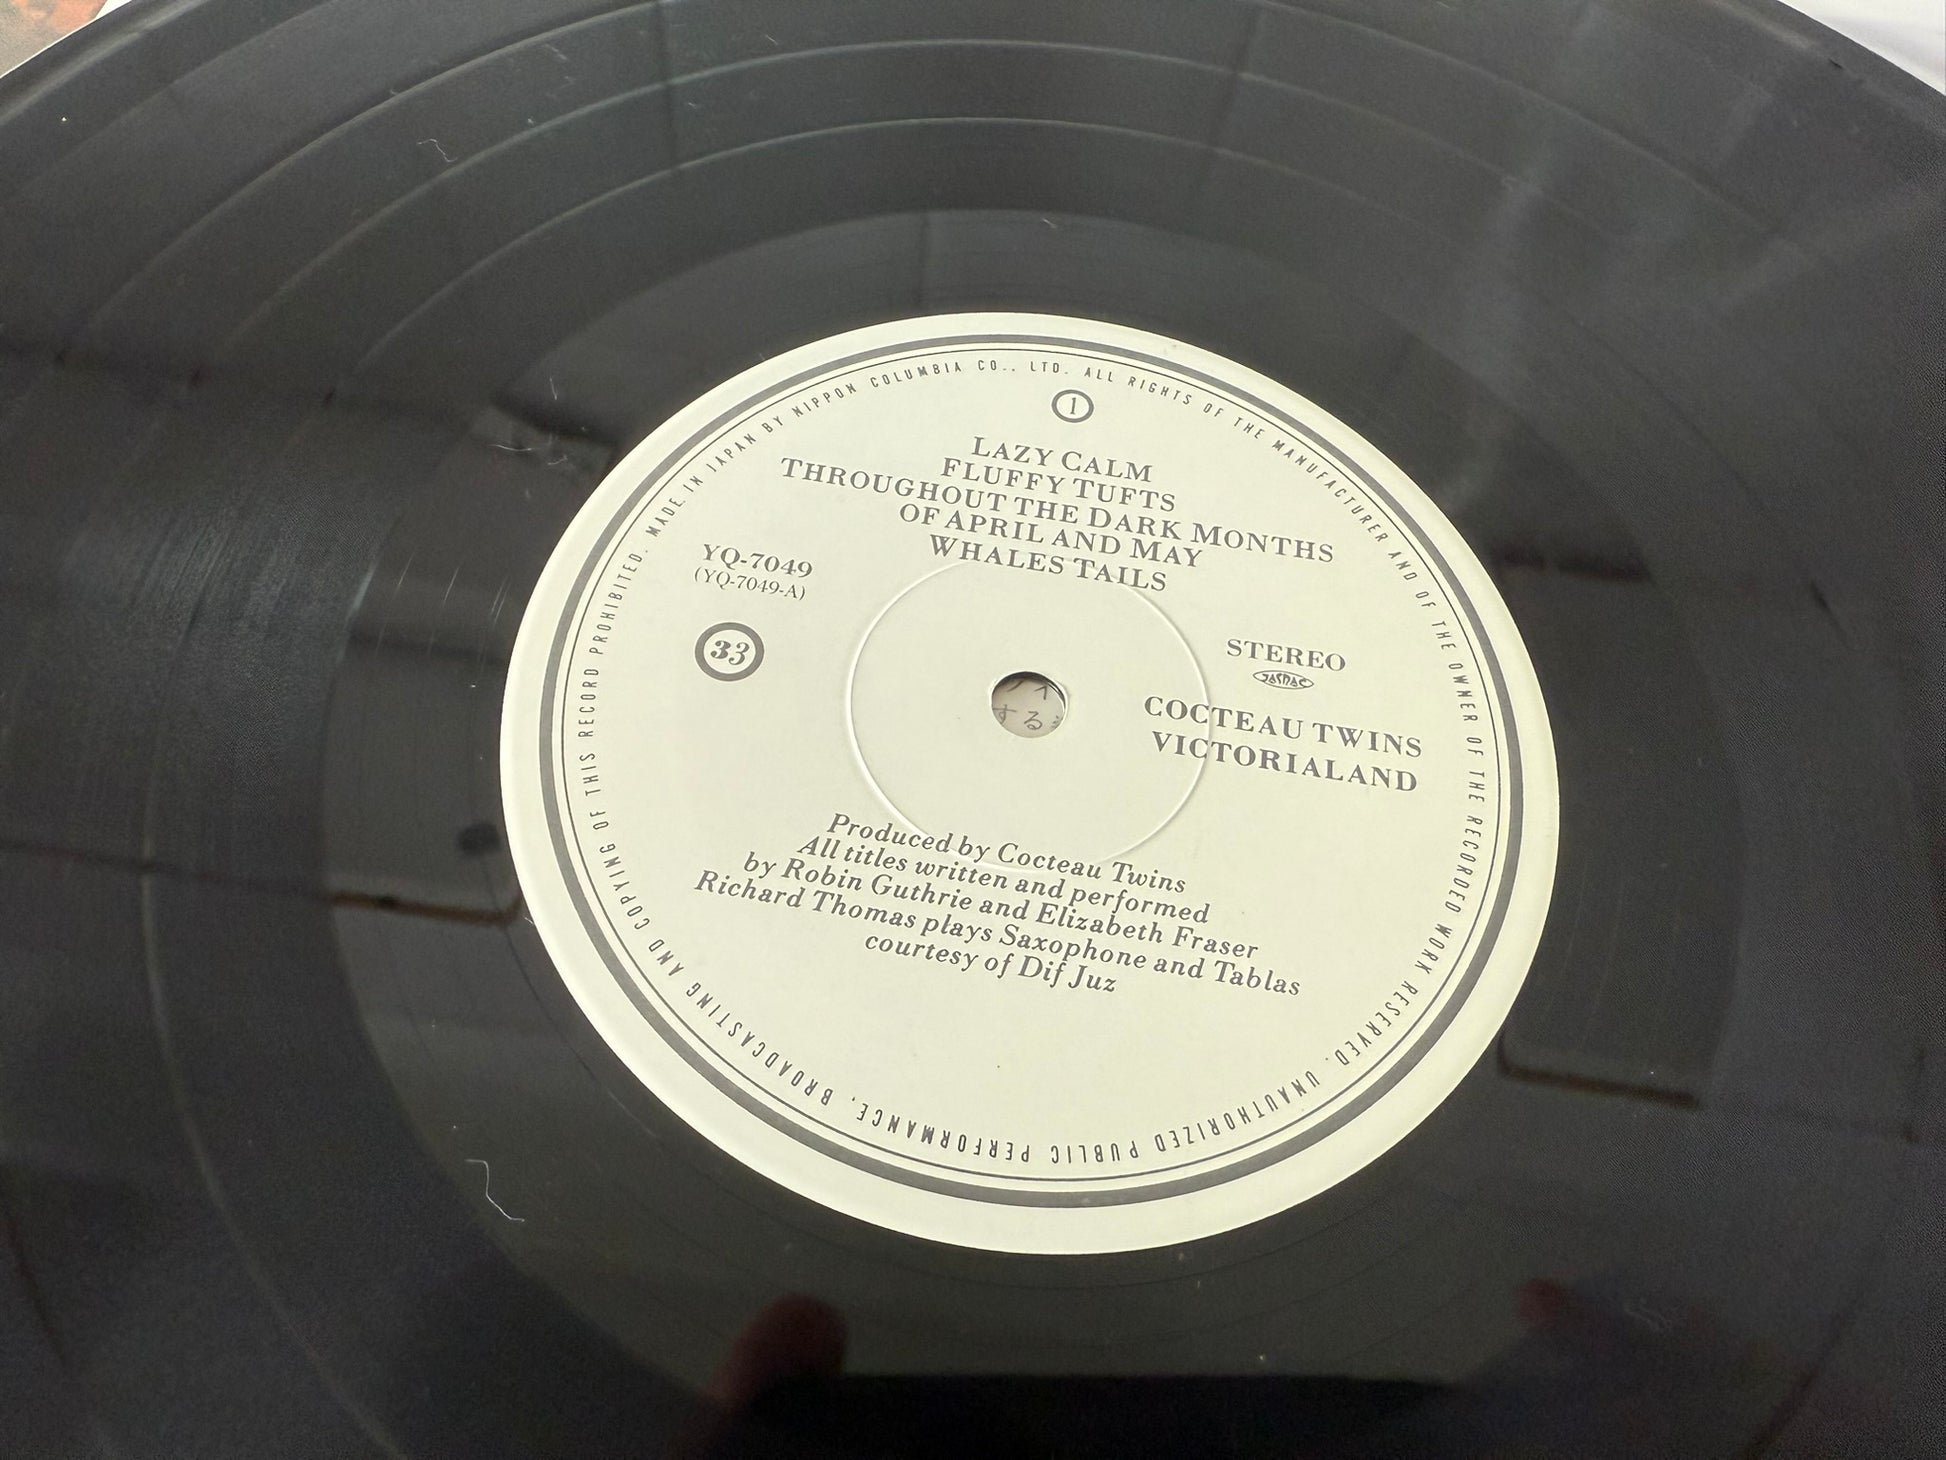 MADE IN JAPAN BY NIPPON COLUMBIA CO., LTD. ALL RIGHTS OF THE MANUFACTURER AND OF THE OWNER OF THE RECORDED WORK RESERVED. UNAUTHORIZED PUBLIC PERFORMANCE, BROADCASTING AND COPYING OF THIS RECORD PROHIBITED.
1
LAZY CALM
FLUFFY TUFTS
THROUGHOUT THE DARK MONTHS
OF APRIL AND MAY
WHALES TAILS
YQ-7049
(YQ-7049-A)
33
STEREO
JASRAC
COCTEAU TWINS
VICTORIALAND
する
Produced by Cocteau Twins
All titles written and performed
by Robin Guthrie and Elizabeth Fraser
Richard Thomas plays Saxophone and Tablas
courtesy of Dif Juz